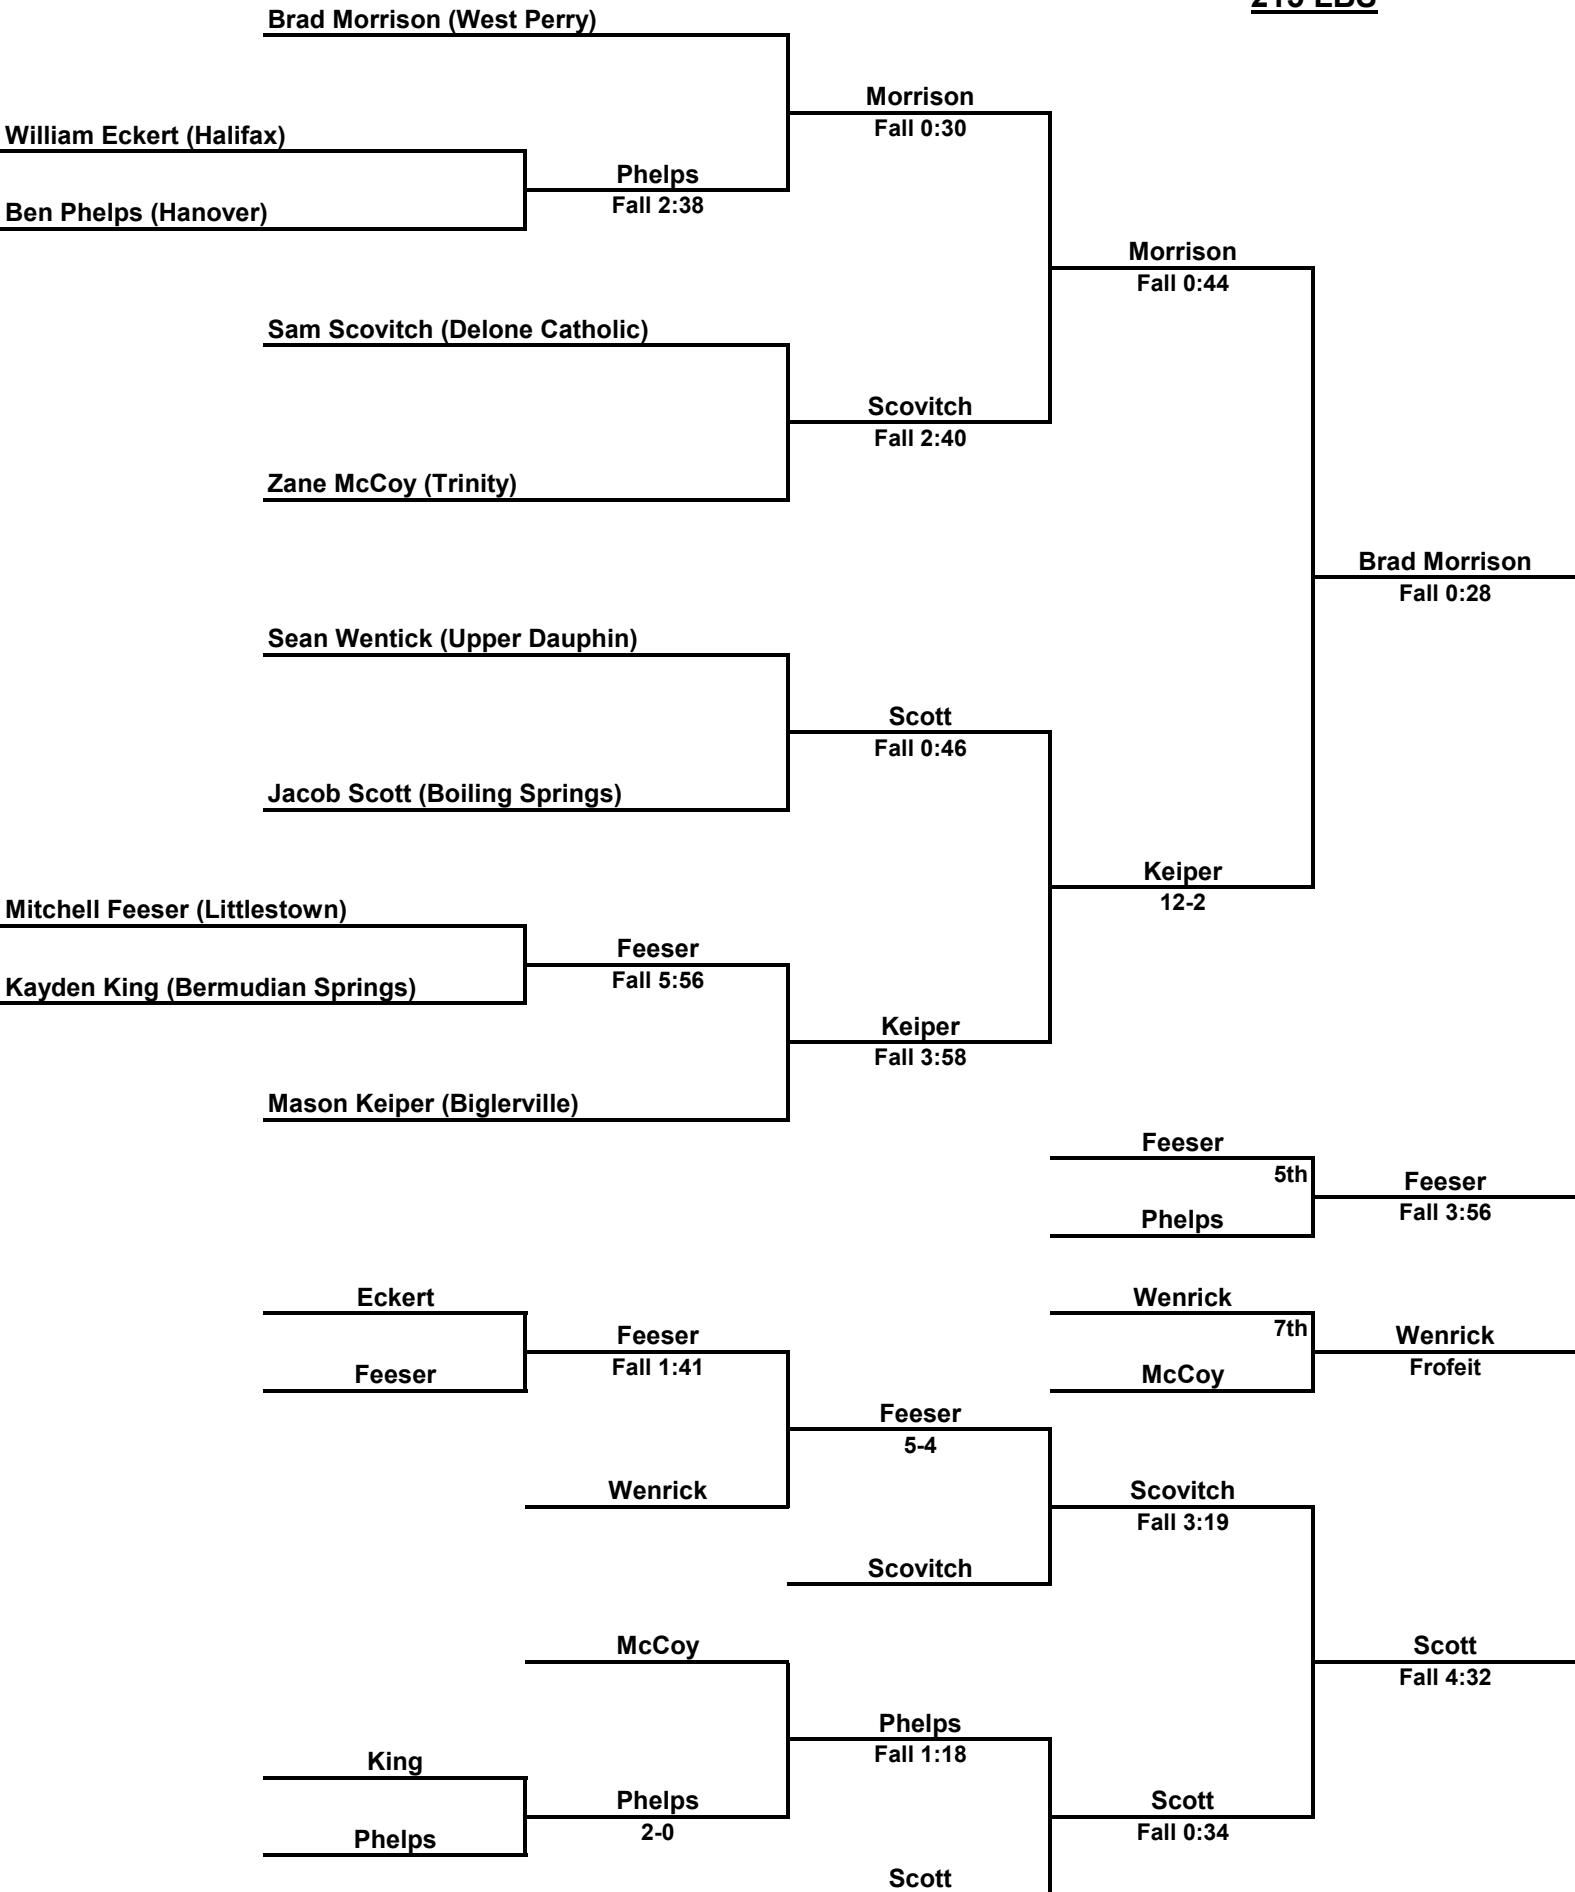 Brad Morrison (West Perry)
Morrison
Fall 0:30
William Eckert (Halifax)
Phelps
Fall 2:38
Ben Phelps (Hanover)
Morrison
Fall 0:44
Sam Scovitch (Delone Catholic)
Scovitch
Fall 2:40
Zane McCoy (Trinity)
Brad Morrison
Fall 0:28
Sean Wentick (Upper Dauphin)
Scott
Fall 0:46
Jacob Scott (Boiling Springs)
Keiper
12-2
Mitchell Feeser (Littlestown)
Feeser
Fall 5:56
Kayden King (Bermudian Springs)
Keiper
Fall 3:58
Mason Keiper (Biglerville)
Feeser
5th
Feeser
Fall 3:56
Phelps
Eckert
Wenrick
7th
Feeser
Fall 1:41
Wenrick
Frofeit
Feeser
McCoy
Feeser
5-4
Wenrick
Scovitch
Fall 3:19
Scovitch
McCoy
Scott
Fall 4:32
Phelps
Fall 1:18
King
Phelps
2-0
Scott
Fall 0:34
Phelps
Scott